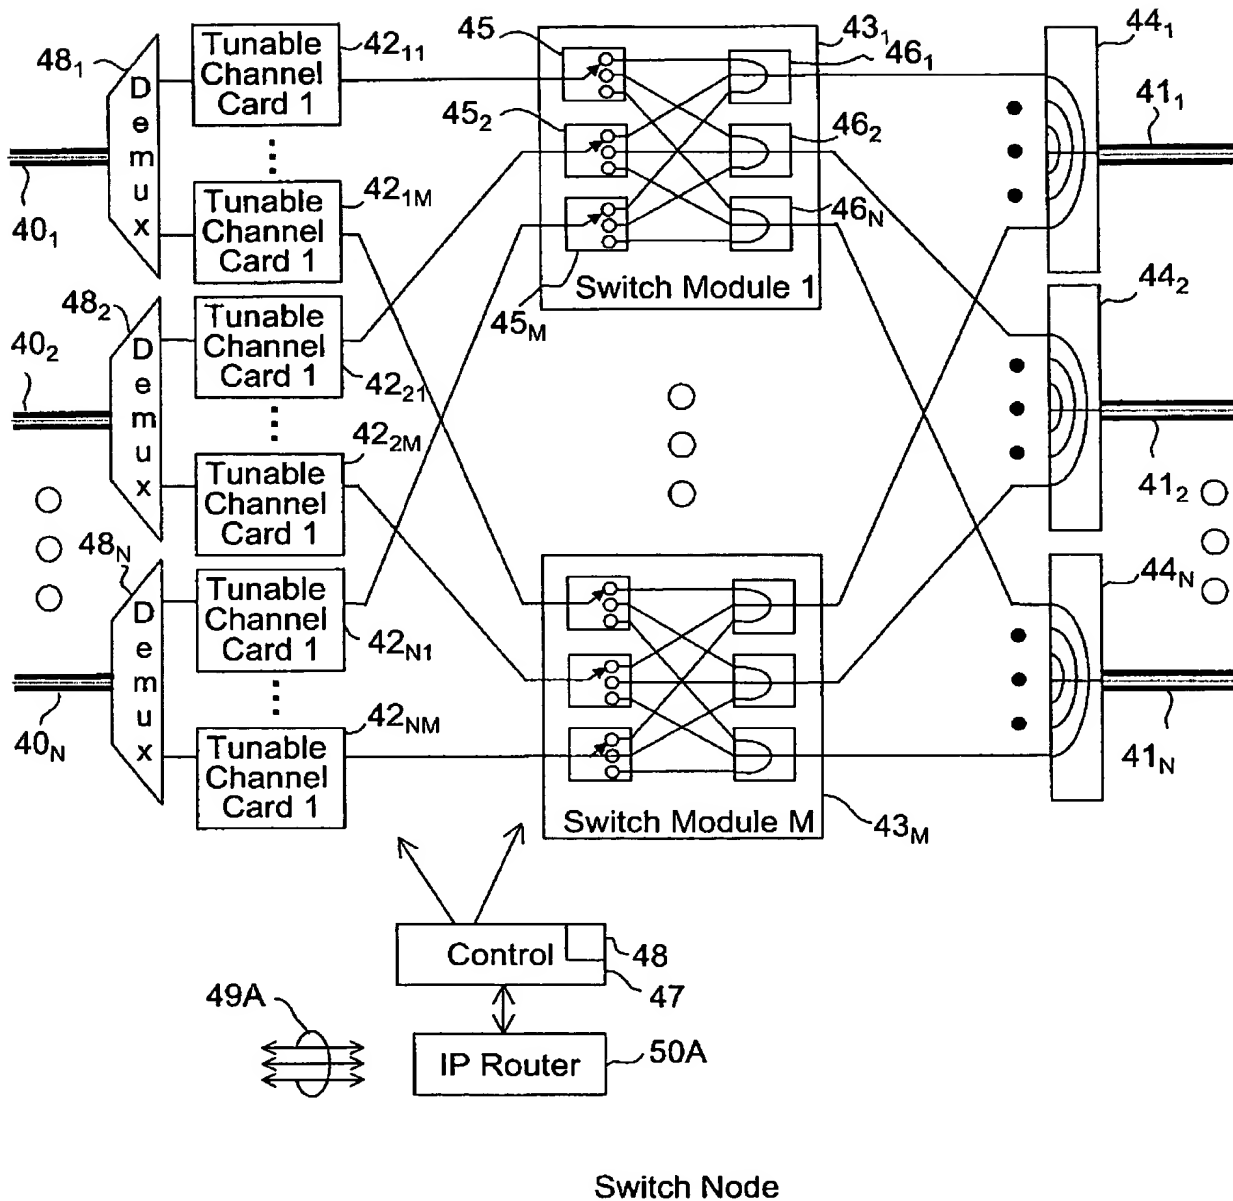 48₁
Demux
40₁
Tunable
Channel
Card 1
42₁₁
Tunable
Channel
Card 1
42₁M
48₂
Demux
40₂
Tunable
Channel
Card 1
42₂₁
Tunable
Channel
Card 1
42₂M
48N
Demux
40N
Tunable
Channel
Card 1
42N1
Tunable
Channel
Card 1
42NM
45
45₂
45M
43₁
46₁
46₂
46N
Switch Module 1
Switch Module M
43M
44₁
41₁
44₂
41₂
44N
41N
Control
48
47
49A
IP Router
50A
Switch Node